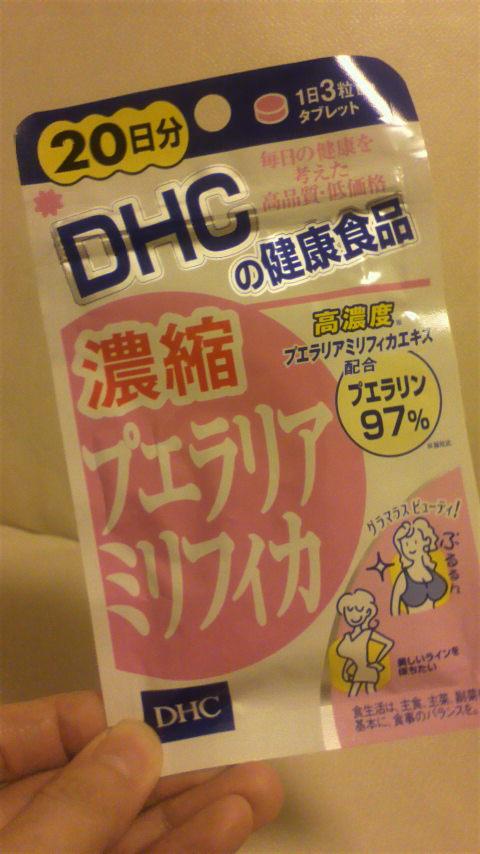 20日分
1日3粒
タブレット
毎日の健康を
考えた
高品質・低価格
DHC
の健康食品
高濃度※
プエラリアミリフィカエキス
配合
プエラリン
97%
濃縮
プエラリア
ミリフィカ
グラマラス ビューティ!
美しいラインを
保ちたい
DHC
食生活は、主食、主菜、副菜
基本に、食事のバランスを。